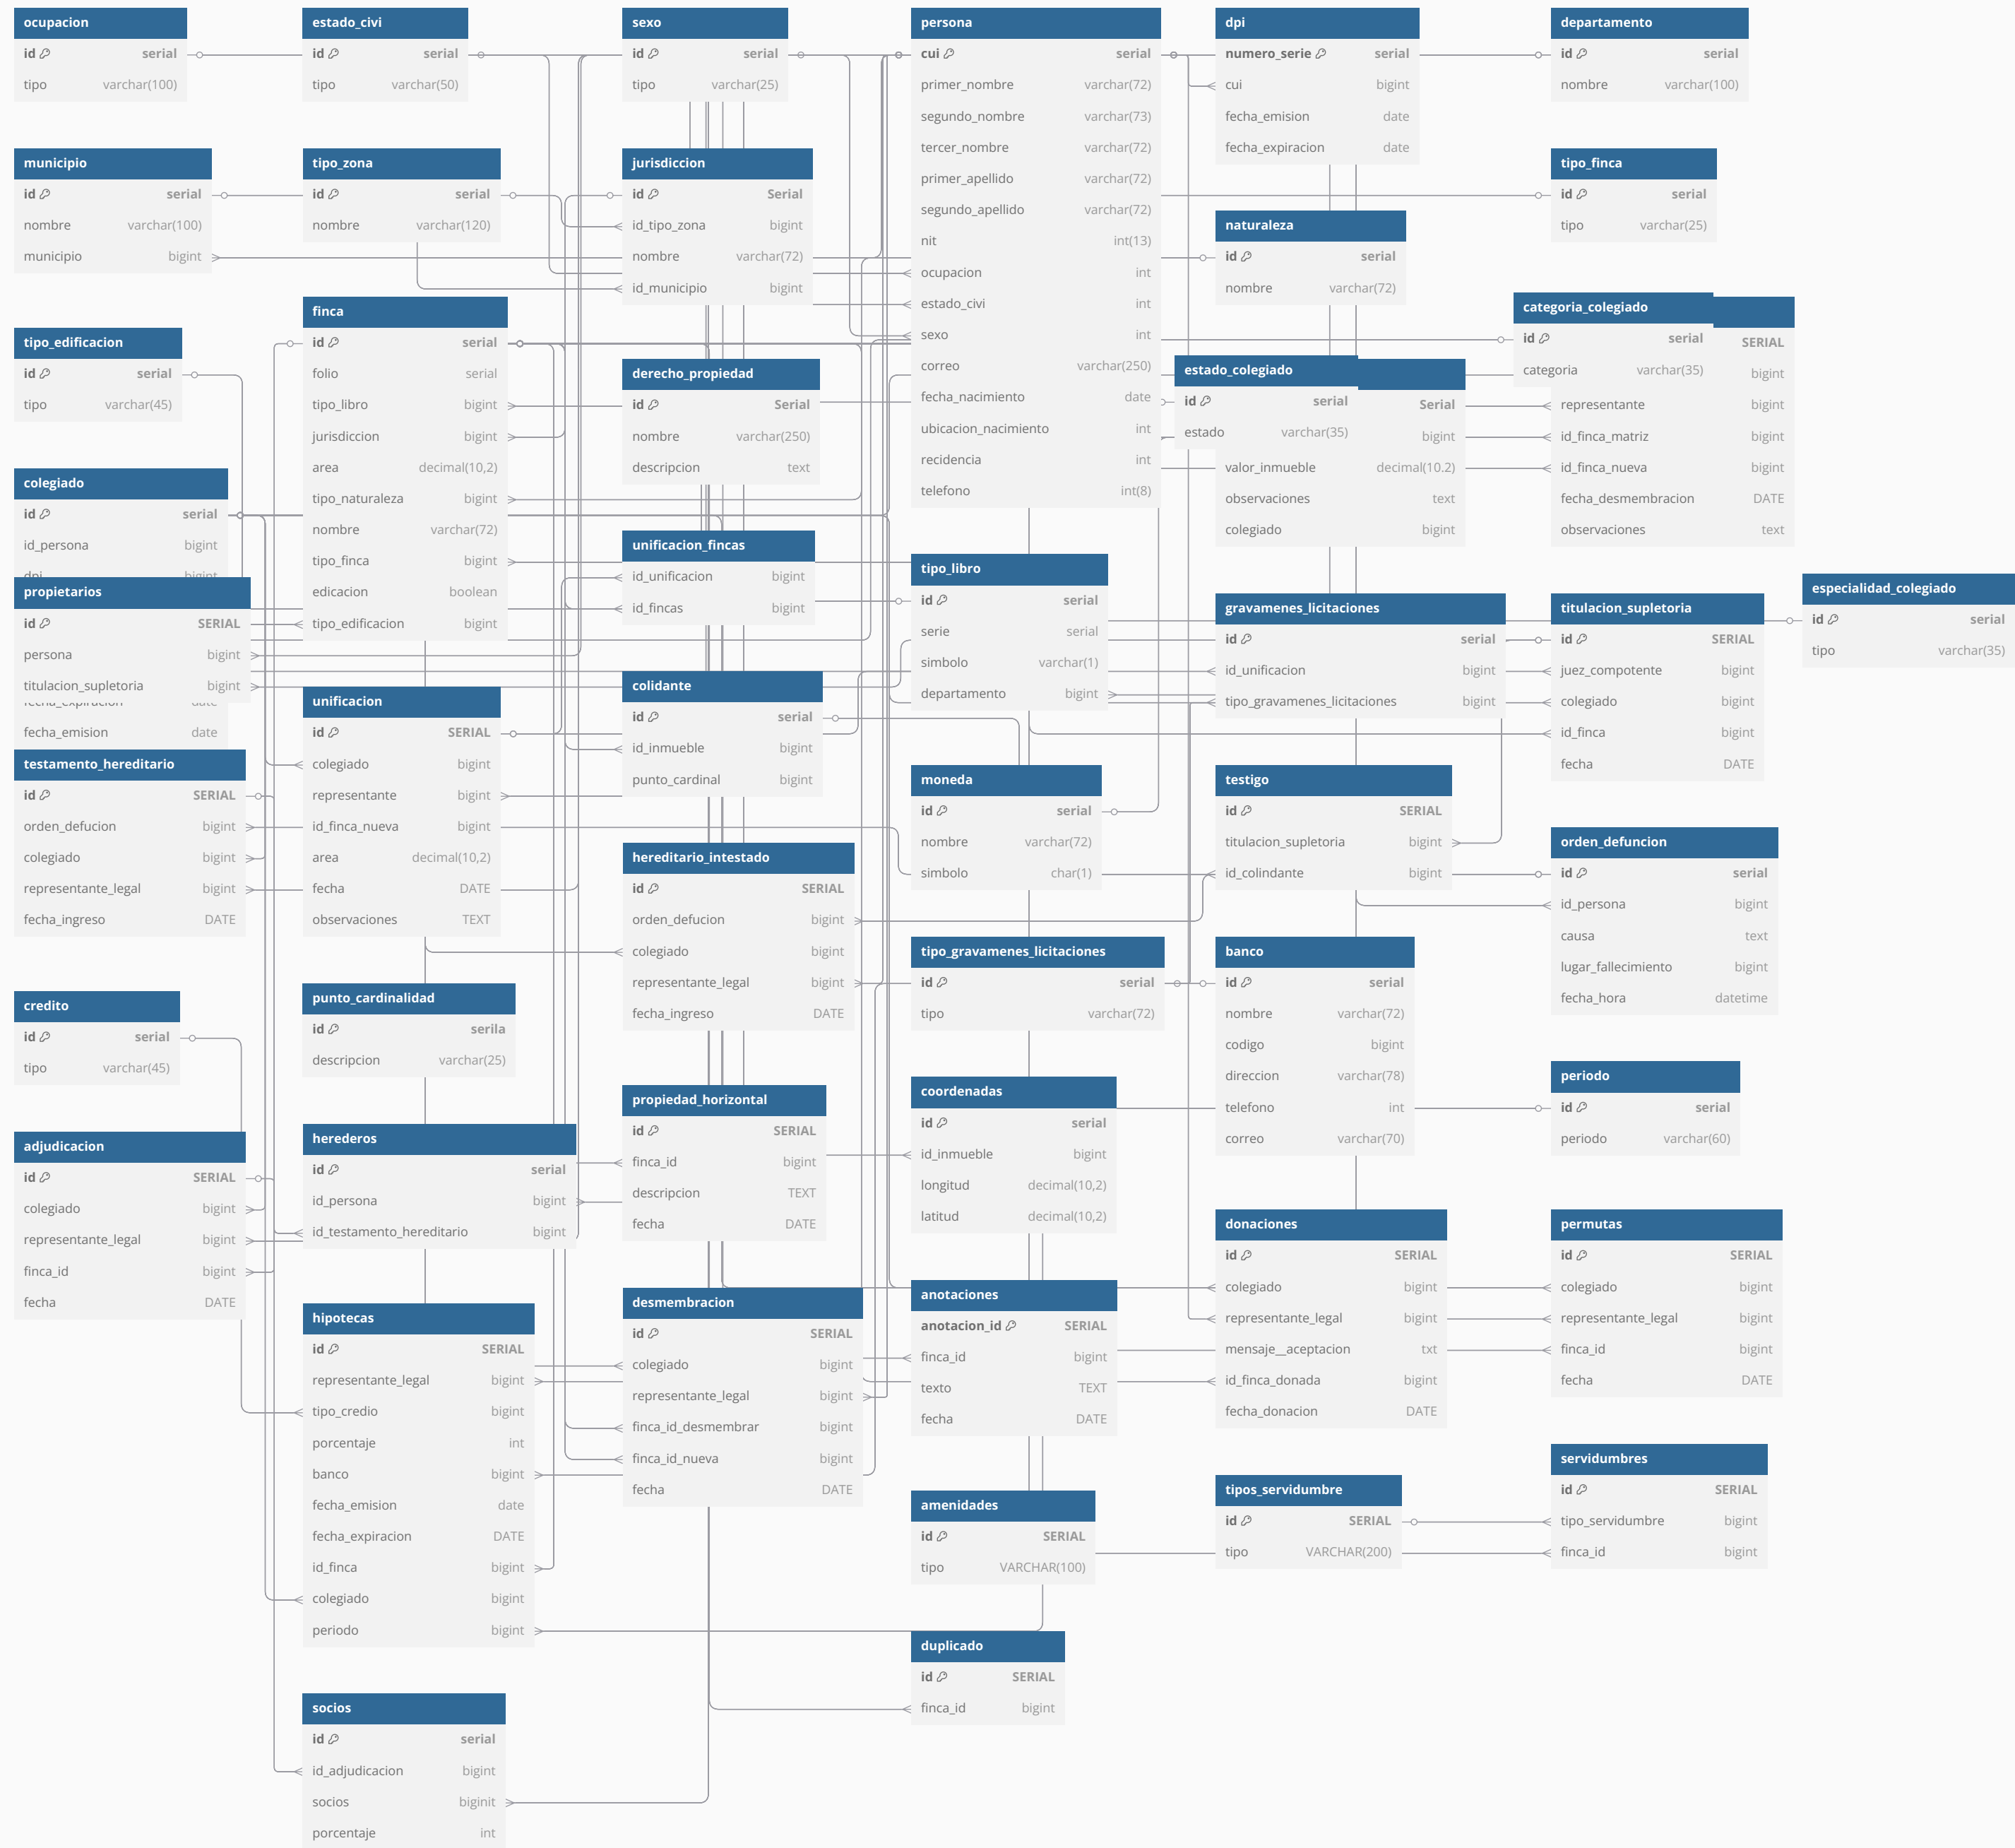 ocupacion
id serial
tipo varchar(100)
estado_civi
id serial
tipo varchar(50)
sexo
id serial
tipo varchar(25)
persona
cui serial
primer_nombre varchar(72)
segundo_nombre varchar(73)
tercer_nombre varchar(72)
primer_apellido varchar(72)
segundo_apellido varchar(72)
nit int(13)
ocupacion int
estado_civi int
sexo int
correo varchar(250)
fecha_nacimiento date
ubicacion_nacimiento int
recidencia int
telefono int(8)
dpi
numero_serie serial
cui bigint
fecha_emision date
fecha_expiracion date
departamento
id serial
nombre varchar(100)
municipio
id serial
nombre varchar(100)
municipio bigint
tipo_zona
id serial
nombre varchar(120)
jurisdiccion
id Serial
id_tipo_zona bigint
nombre varchar(72)
id_municipio bigint
tipo_finca
id serial
tipo varchar(25)
naturaleza
id serial
nombre varchar(72)
categoria_colegiado
id serial
categoria varchar(35)
SERIAL
bigint
representante bigint
id_finca_matriz bigint
id_finca_nueva bigint
fecha_desmembracion DATE
observaciones text
finca
id serial
folio serial
tipo_libro bigint
jurisdiccion bigint
area decimal(10,2)
tipo_naturaleza bigint
nombre varchar(72)
tipo_finca bigint
edicacion boolean
tipo_edificacion bigint
tipo_edificacion
id serial
tipo varchar(45)
derecho_propiedad
id Serial
nombre varchar(250)
descripcion text
estado_colegiado
id serial
estado varchar(35)
Serial
bigint
valor_inmueble decimal(10.2)
observaciones text
colegiado bigint
colegiado
id serial
id_persona bigint
dpi bigint
propietarios
id SERIAL
persona bigint
titulacion_supletoria bigint
fecha_expiracion date
fecha_emision date
unificacion_fincas
id_unificacion bigint
id_fincas bigint
tipo_libro
id serial
serie serial
simbolo varchar(1)
departamento bigint
gravamenes_licitaciones
id serial
id_unificacion bigint
tipo_gravamenes_licitaciones bigint
titulacion_supletoria
id SERIAL
juez_compotente bigint
colegiado bigint
id_finca bigint
fecha DATE
especialidad_colegiado
id serial
tipo varchar(35)
unificacion
id SERIAL
colegiado bigint
representante bigint
id_finca_nueva bigint
area decimal(10,2)
fecha DATE
observaciones TEXT
colidante
id serial
id_inmueble bigint
punto_cardinal bigint
testamento_hereditario
id SERIAL
orden_defucion bigint
colegiado bigint
representante_legal bigint
fecha_ingreso DATE
moneda
id serial
nombre varchar(72)
simbolo char(1)
testigo
id SERIAL
titulacion_supletoria bigint
id_colindante bigint
orden_defuncion
id serial
id_persona bigint
causa text
lugar_fallecimiento bigint
fecha_hora datetime
hereditario_intestado
id SERIAL
orden_defucion bigint
colegiado bigint
representante_legal bigint
fecha_ingreso DATE
tipo_gravamenes_licitaciones
id serial
tipo varchar(72)
banco
id serial
nombre varchar(72)
codigo bigint
direccion varchar(78)
telefono int
correo varchar(70)
credito
id serial
tipo varchar(45)
punto_cardinalidad
id serila
descripcion varchar(25)
periodo
id serial
periodo varchar(60)
propiedad_horizontal
id SERIAL
finca_id bigint
descripcion TEXT
fecha DATE
coordenadas
id serial
id_inmueble bigint
longitud decimal(10,2)
latitud decimal(10,2)
adjudicacion
id SERIAL
colegiado bigint
representante_legal bigint
finca_id bigint
fecha DATE
herederos
id serial
id_persona bigint
id_testamento_hereditario bigint
donaciones
id SERIAL
colegiado bigint
representante_legal bigint
mensaje__aceptacion txt
id_finca_donada bigint
fecha_donacion DATE
permutas
id SERIAL
colegiado bigint
representante_legal bigint
finca_id bigint
fecha DATE
hipotecas
id SERIAL
representante_legal bigint
tipo_credio bigint
porcentaje int
banco bigint
fecha_emision date
fecha_expiracion DATE
id_finca bigint
colegiado bigint
periodo bigint
desmembracion
id SERIAL
colegiado bigint
representante_legal bigint
finca_id_desmembrar bigint
finca_id_nueva bigint
fecha DATE
anotaciones
anotacion_id SERIAL
finca_id bigint
texto TEXT
fecha DATE
servidumbres
id SERIAL
tipo_servidumbre bigint
finca_id bigint
tipos_servidumbre
id SERIAL
tipo VARCHAR(200)
amenidades
id SERIAL
tipo VARCHAR(100)
duplicado
id SERIAL
finca_id bigint
socios
id serial
id_adjudicacion bigint
socios biginit
porcentaje int